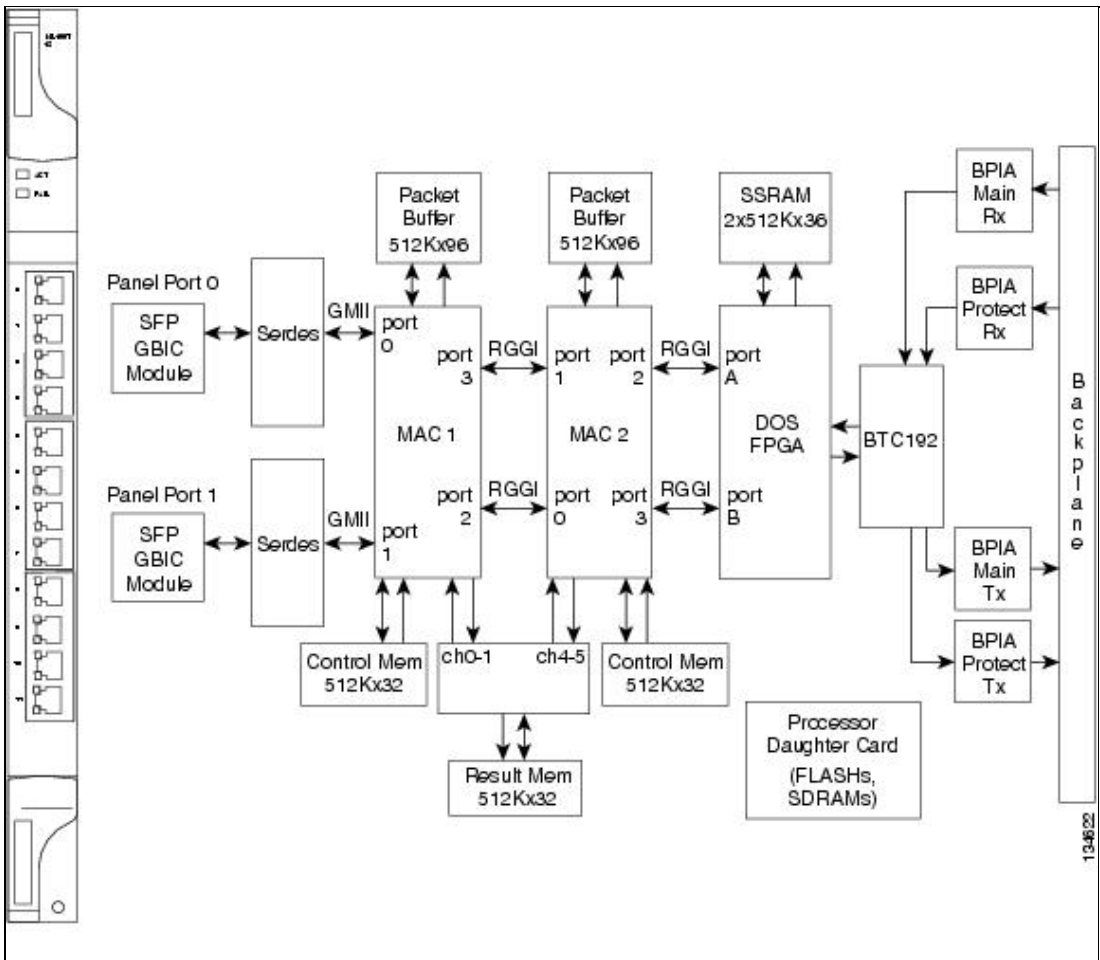 ACT
FAIL
Packet
Buffer
512Kx96
Packet
Buffer
512Kx96
SSRAM
2x512Kx36
BPIA
Main
Rx
BPIA
Protect
Rx
Panel Port 0
SFP
GBIC
Module
Serdes
GMII
port
0
port
3
RGGI
port
1
port
2
RGGI
port
A
MAC 1
MAC 2
DOS
FPGA
BTC192
Backplane
Panel Port 1
SFP
GBIC
Module
Serdes
GMII
port
1
port
2
RGGI
port
0
port
3
RGGI
port
B
BPIA
Main
Tx
BPIA
Protect
Tx
Control Mem
512Kx32
ch0-1
ch4-5
Control Mem
512Kx32
Result Mem
512Kx32
Processor
Daughter Card
(FLASHs,
SDRAMs)
134622